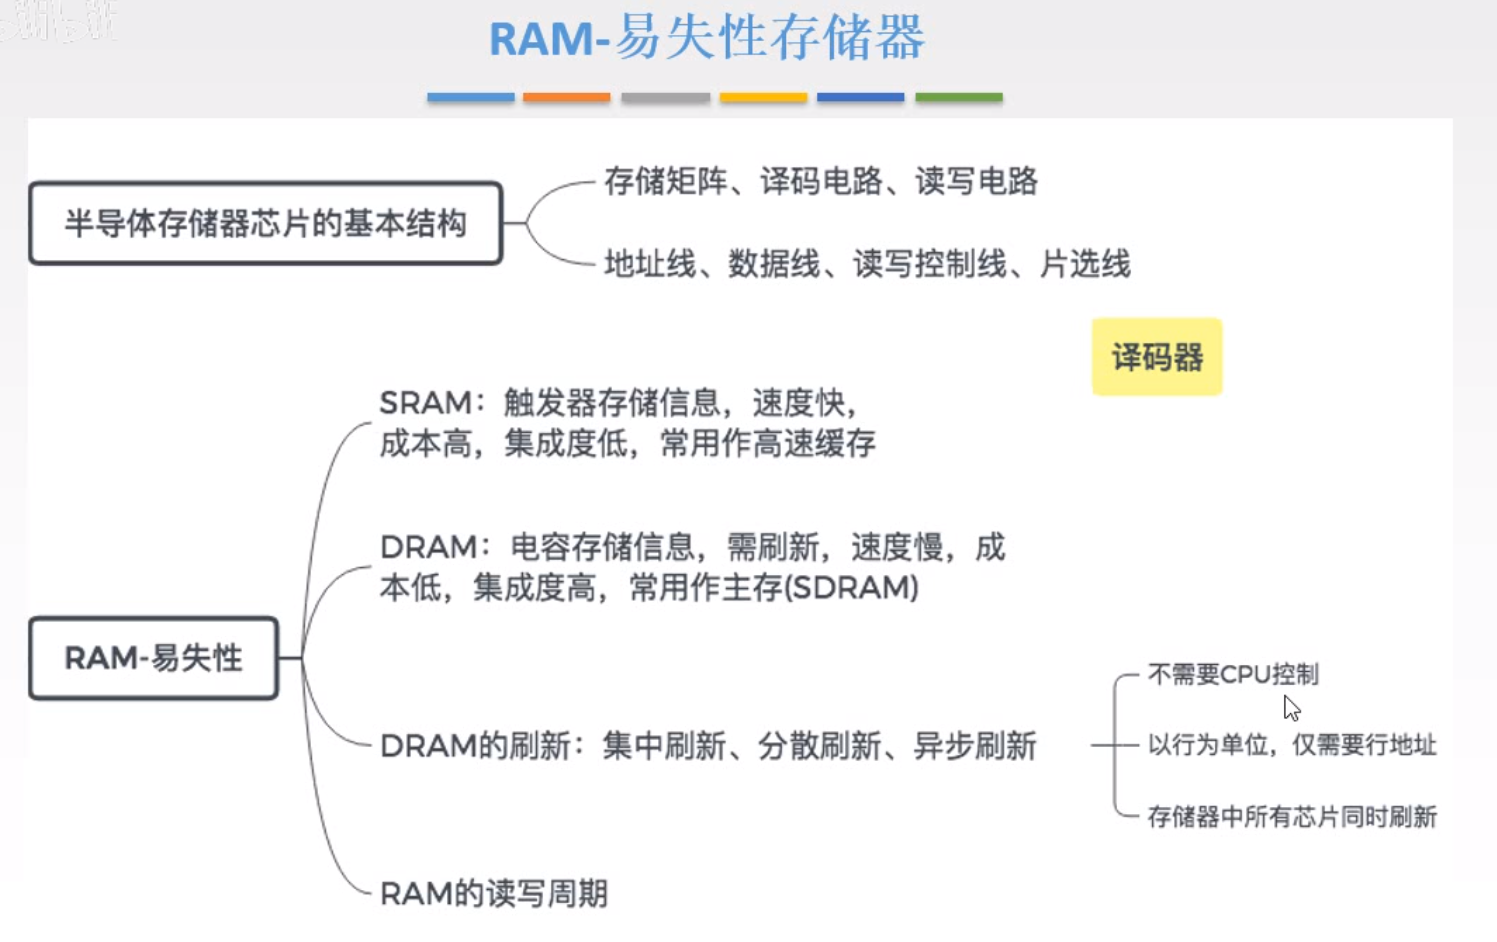 RAM-易失性存储器
半导体存储器芯片的基本结构
存储矩阵、译码电路、读写电路
地址线、数据线、读写控制线、片选线
译码器
RAM-易失性
SRAM：触发器存储信息，速度快，
成本高，集成度低，常用作高速缓存
DRAM：电容存储信息，需刷新，速度慢，成
本低，集成度高，常用作主存(SDRAM)
DRAM的刷新：集中刷新、分散刷新、异步刷新
不需要CPU控制
以行为单位，仅需要行地址
存储器中所有芯片同时刷新
RAM的读写周期